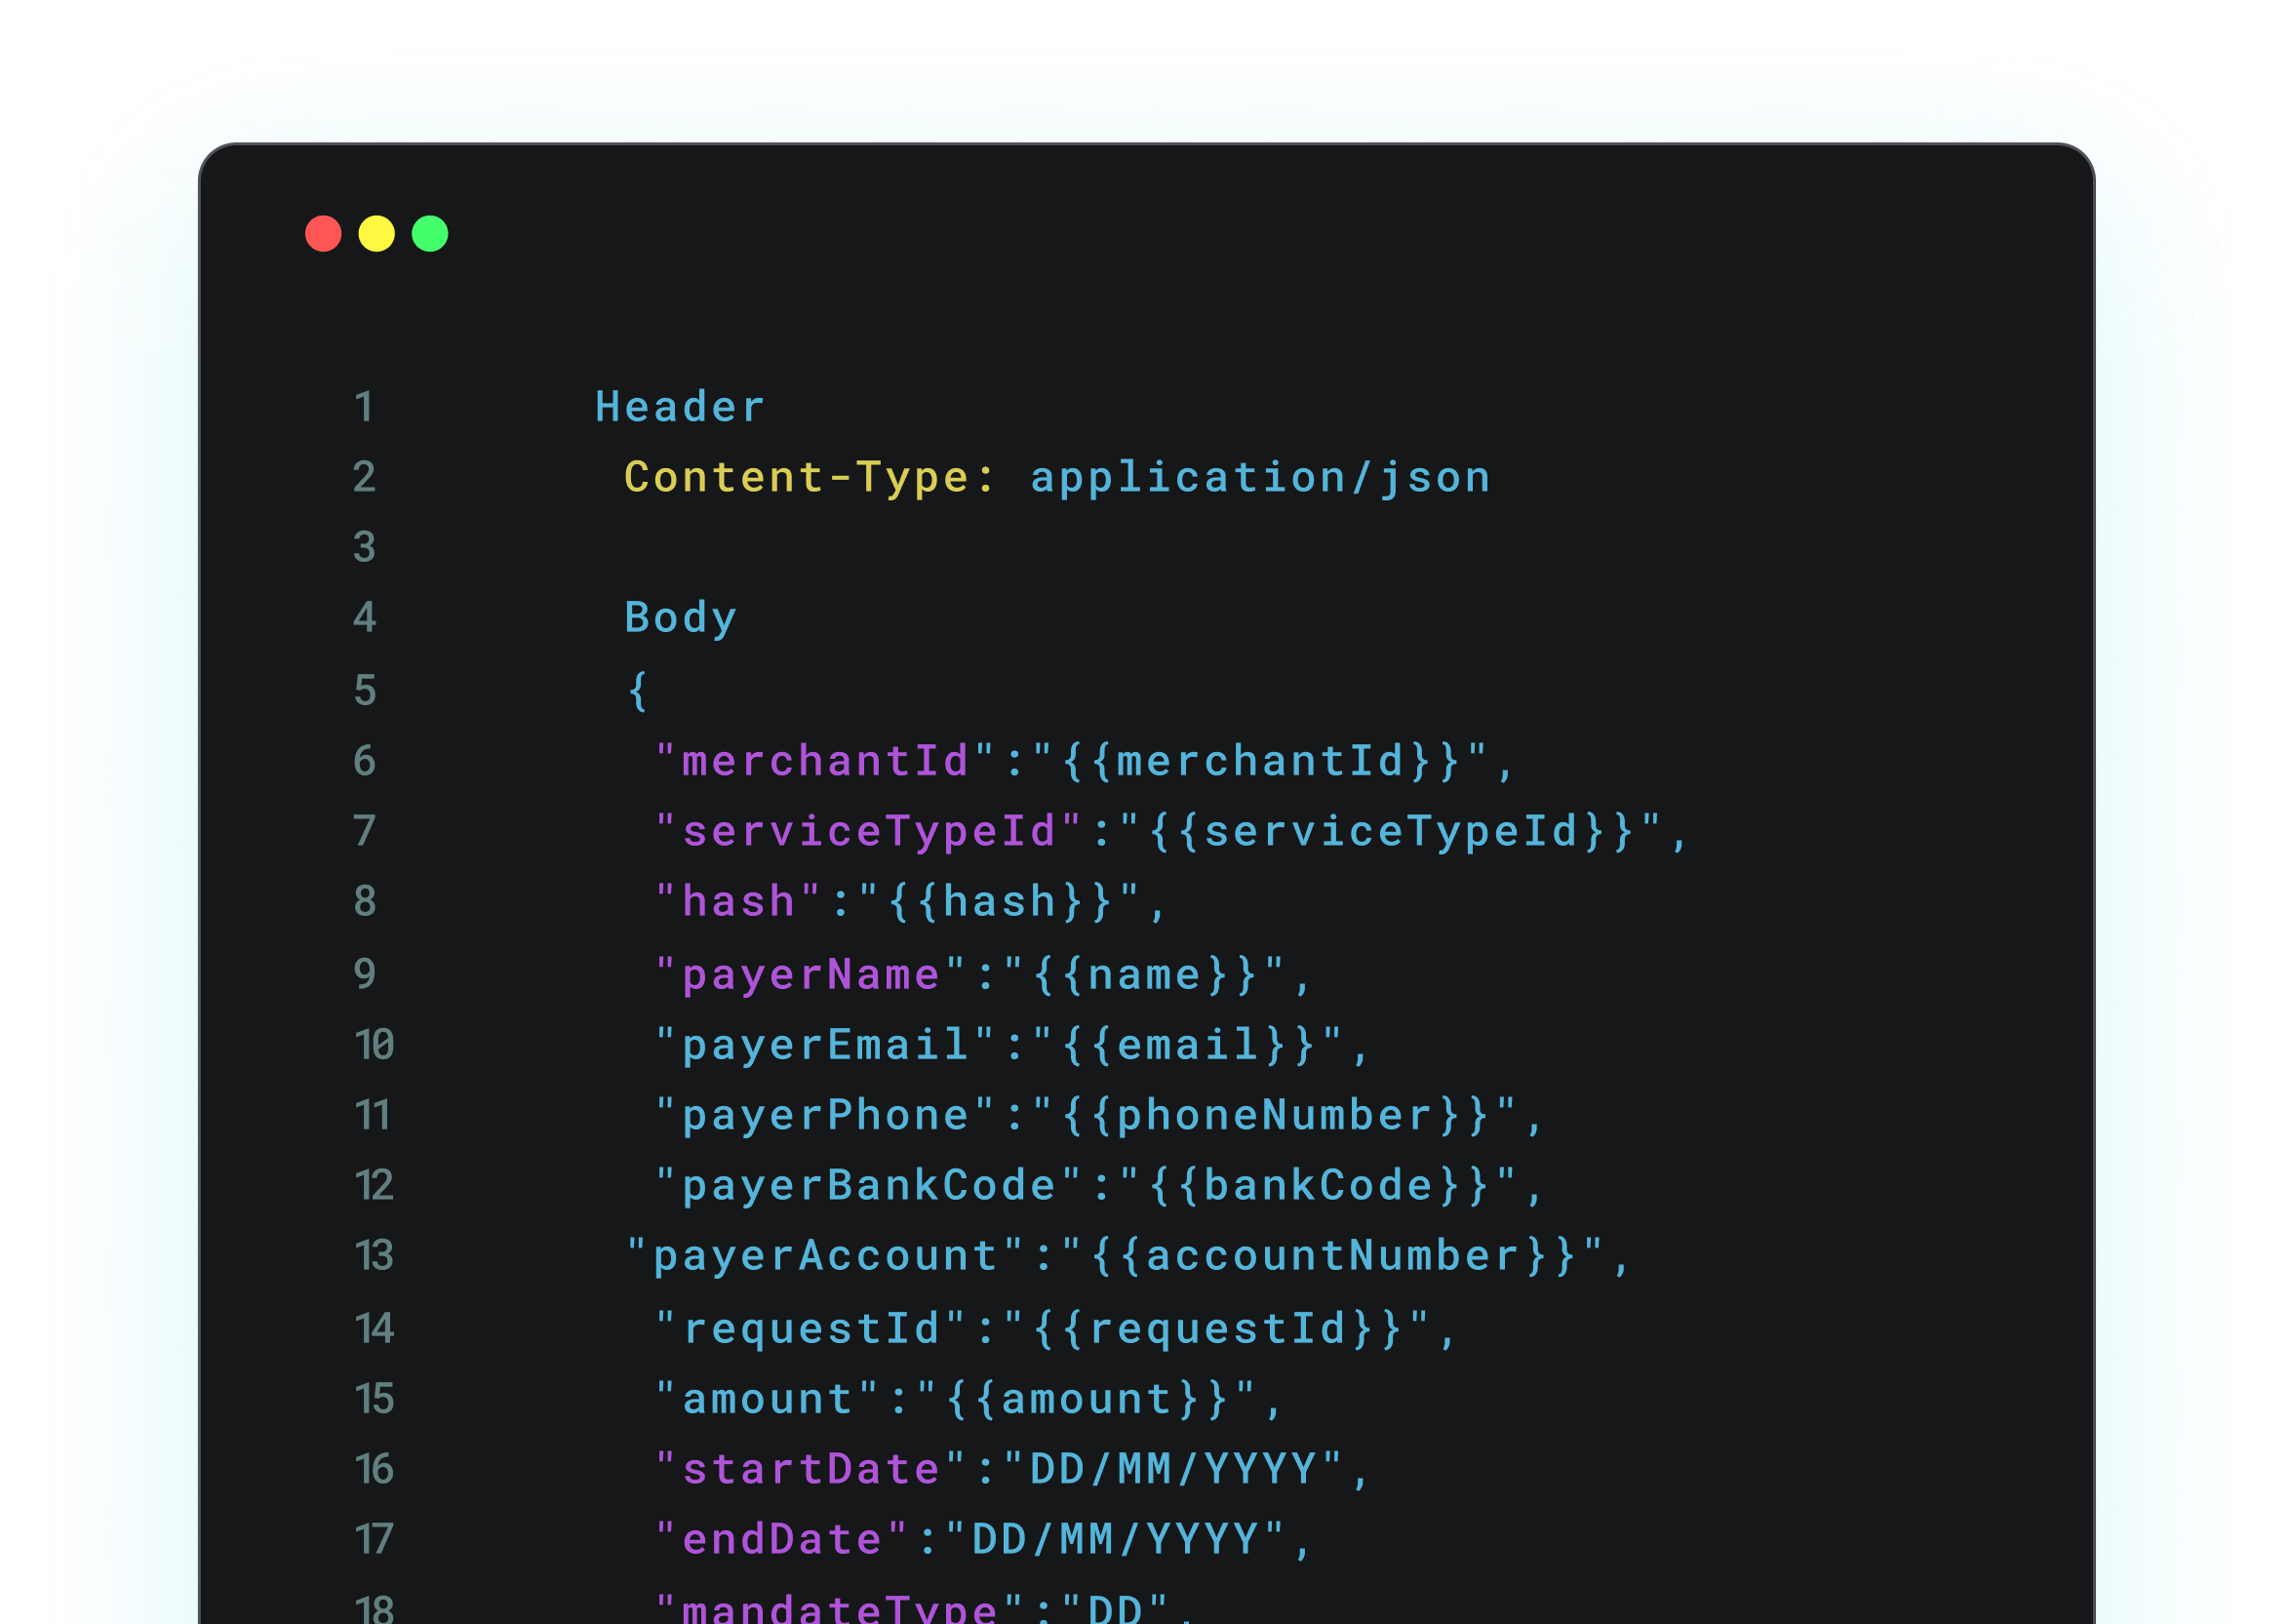 1 Header
2 Content-Type: application/json
3
4 Body
5 {
6 "merchantId":"{{merchantId}}",
7 "serviceTypeId":"{{serviceTypeId}}",
8 "hash":"{{hash}}",
9 "payerName":"{{name}}",
10 "payerEmail":"{{email}}",
11 "payerPhone":"{{phoneNumber}}",
12 "payerBankCode":"{{bankCode}}",
13 "payerAccount":"{{accountNumber}}",
14 "requestId":"{{requestId}}",
15 "amount":"{{amount}}",
16 "startDate":"DD/MM/YYYY",
17 "endDate":"DD/MM/YYYY",
18 "mandateType":"DD",